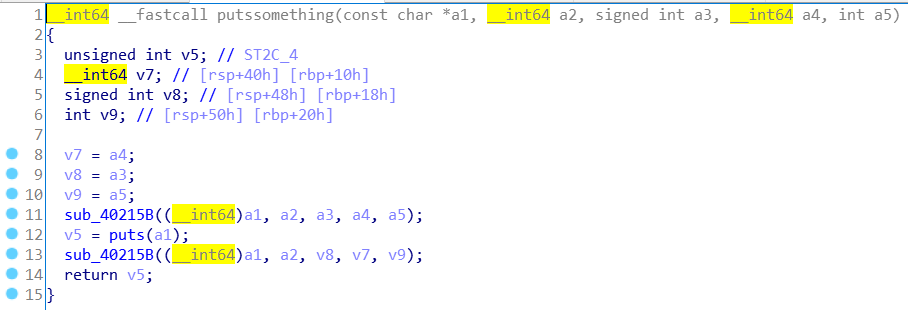 1 __int64 __fastcall putssomething(const char *a1, __int64 a2, signed int a3, __int64 a4, int a5)
2 {
3   unsigned int v5; // ST2C_4
4   __int64 v7; // [rsp+40h] [rbp+10h]
5   signed int v8; // [rsp+48h] [rbp+18h]
6   int v9; // [rsp+50h] [rbp+20h]
7
8   v7 = a4;
9   v8 = a3;
10   v9 = a5;
11   sub_40215B((__int64)a1, a2, a3, a4, a5);
12   v5 = puts(a1);
13   sub_40215B((__int64)a1, a2, v8, v7, v9);
14   return v5;
15 }